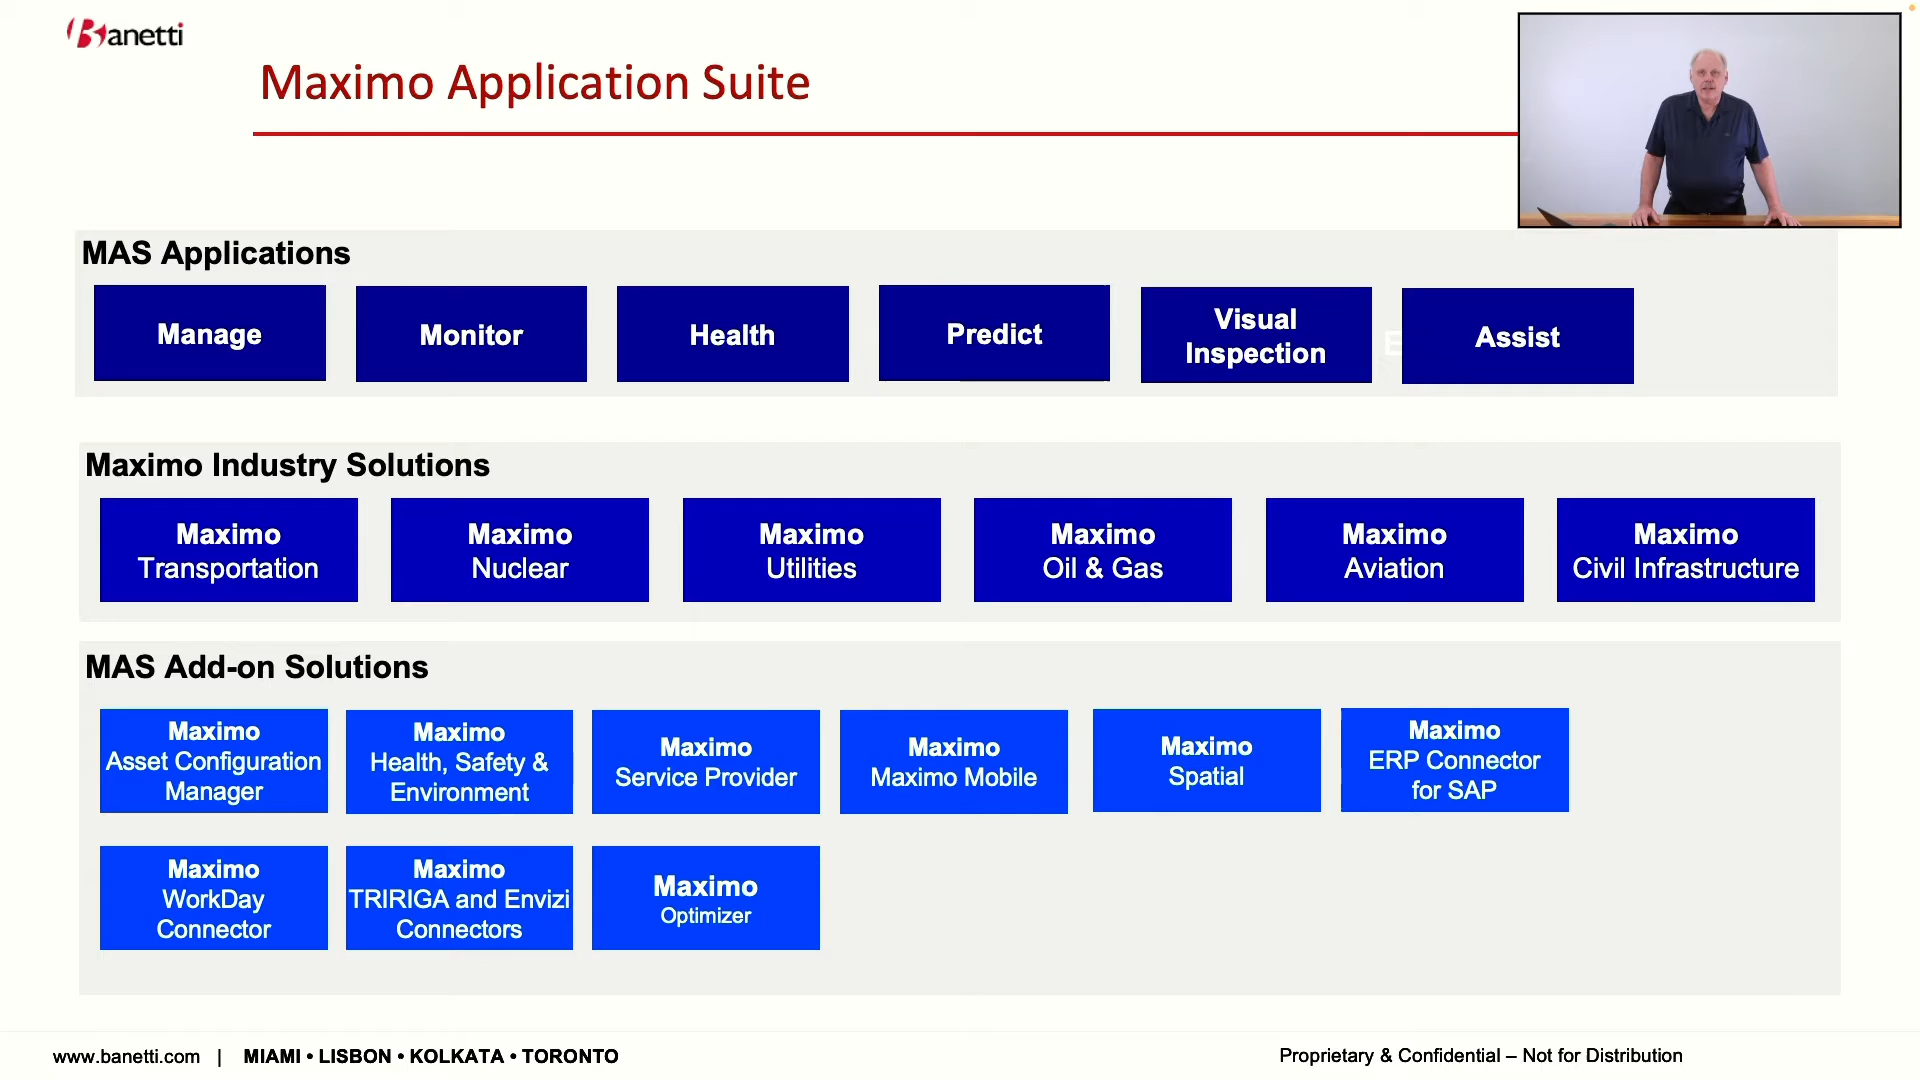 Banetti
Maximo Application Suite
MAS Applications
Manage
Monitor
Health
Predict
Visual
Inspection
E
Assist
Maximo Industry Solutions
Maximo
Transportation
Maximo
Nuclear
Maximo
Utilities
Maximo
Oil & Gas
Maximo
Aviation
Maximo
Civil Infrastructure
MAS Add-on Solutions
Maximo
Asset Configuration
Manager
Maximo
Health, Safety &
Environment
Maximo
Service Provider
Maximo
Maximo Mobile
Maximo
Spatial
Maximo
ERP Connector
for SAP
Maximo
WorkDay
Connector
Maximo
TRIRIGA and Envizi
Connectors
Maximo
Optimizer
www.banetti.com | MIAMI • LISBON • KOLKATA • TORONTO
Proprietary & Confidential – Not for Distribution